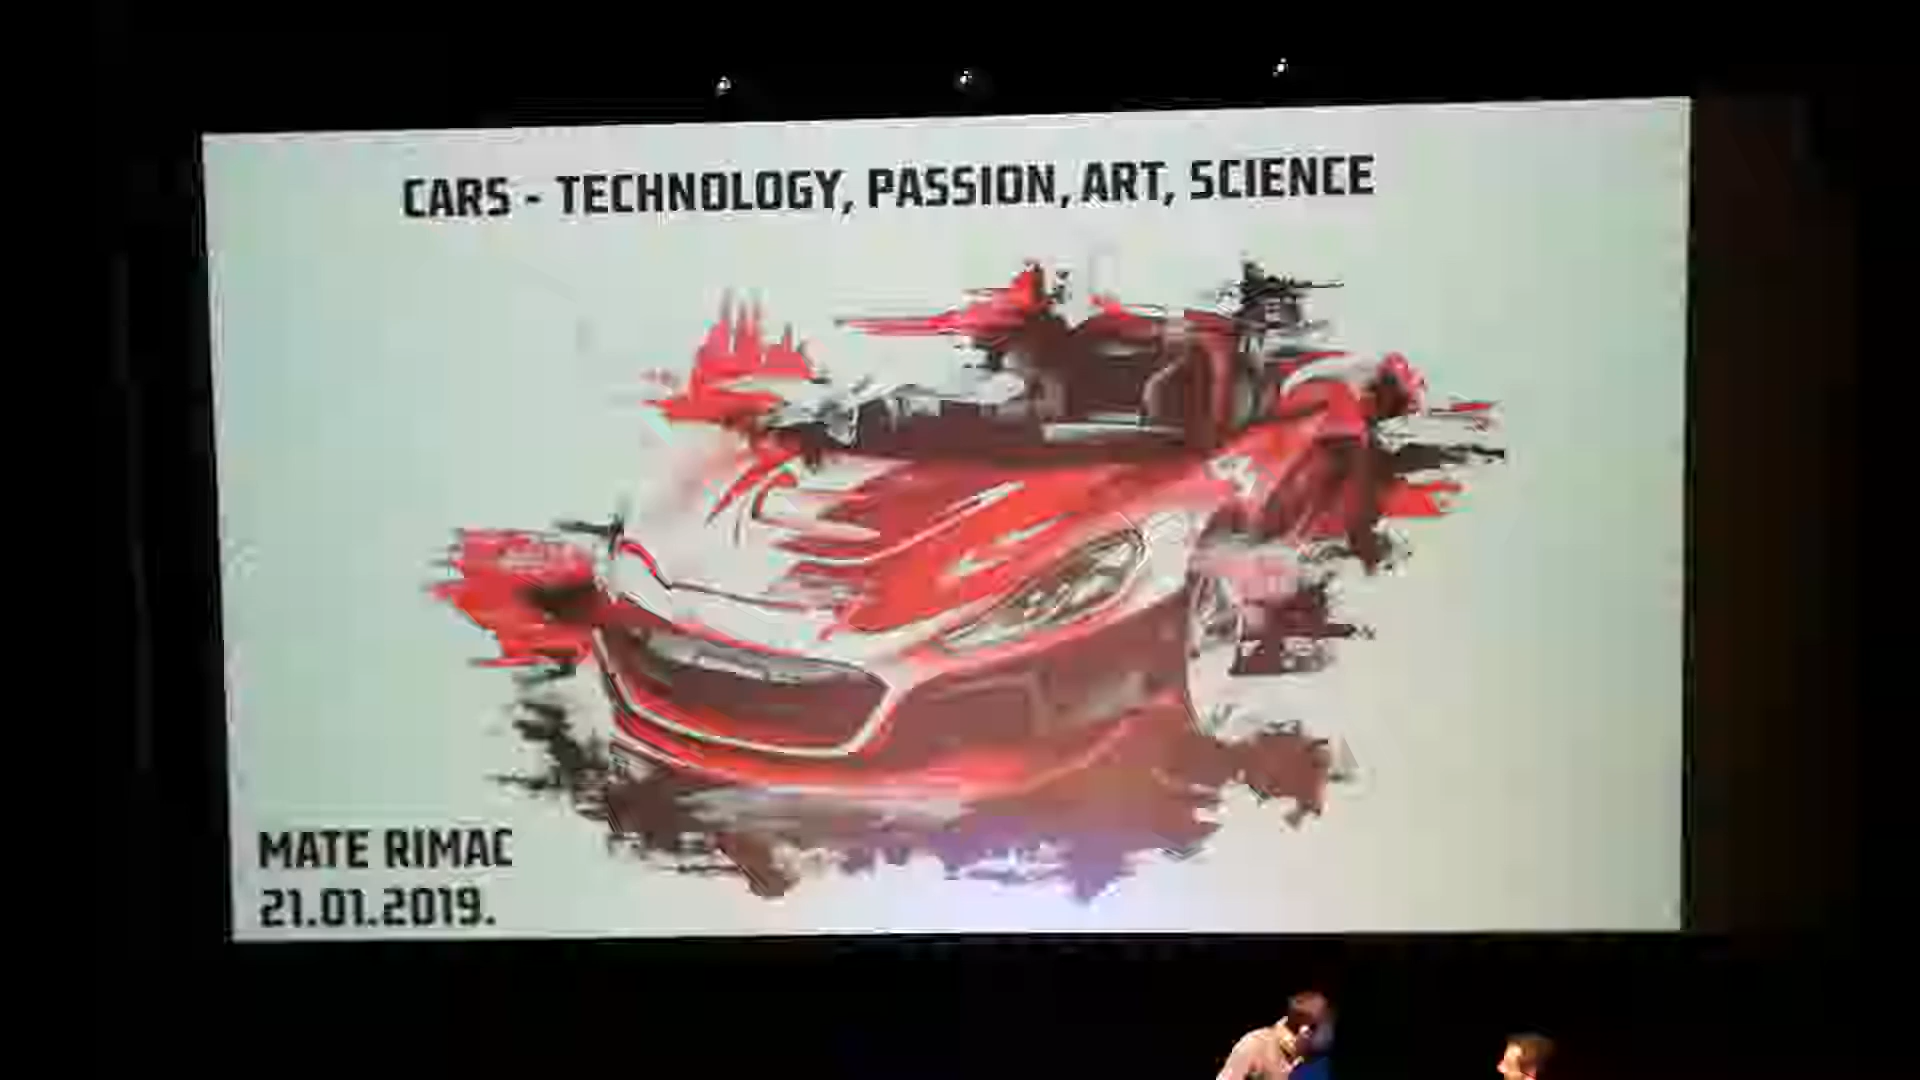 CARS - TECHNOLOGY, PASSION, ART, SCIENCE
MATE RIMAC
21.01.2019.